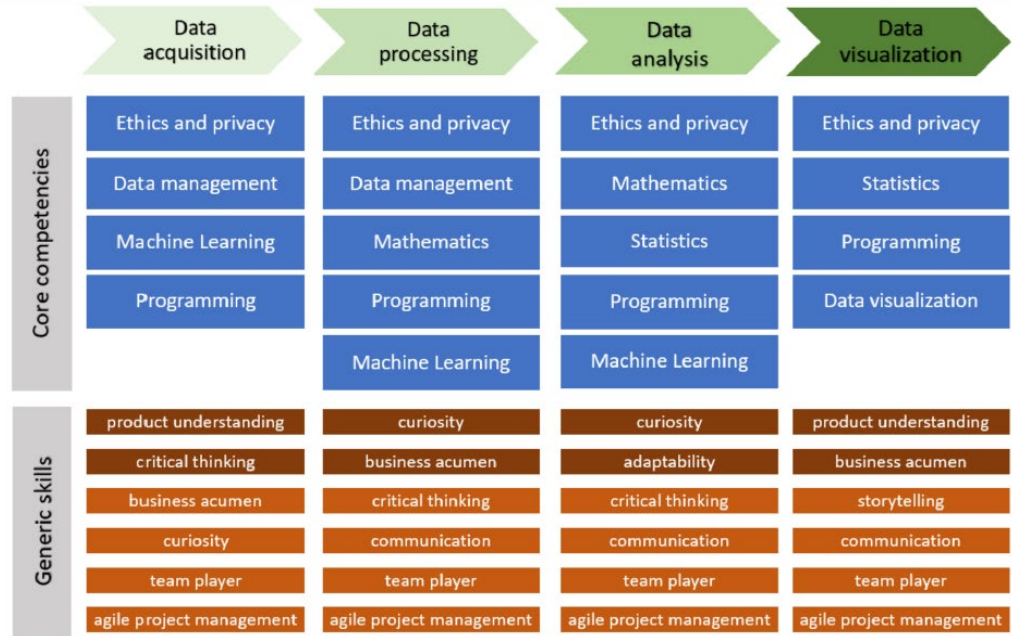 Data
acquisition
Data
processing
Data
analysis
Data
visualization
Core competencies
Ethics and privacy
Ethics and privacy
Ethics and privacy
Ethics and privacy
Data management
Data management
Mathematics
Statistics
Machine Learning
Mathematics
Statistics
Programming
Programming
Programming
Programming
Data visualization
Machine Learning
Machine Learning
Generic skills
product understanding
curiosity
curiosity
product understanding
critical thinking
business acumen
adaptability
business acumen
business acumen
critical thinking
critical thinking
storytelling
curiosity
communication
communication
communication
team player
team player
team player
team player
agile project management
agile project management
agile project management
agile project management